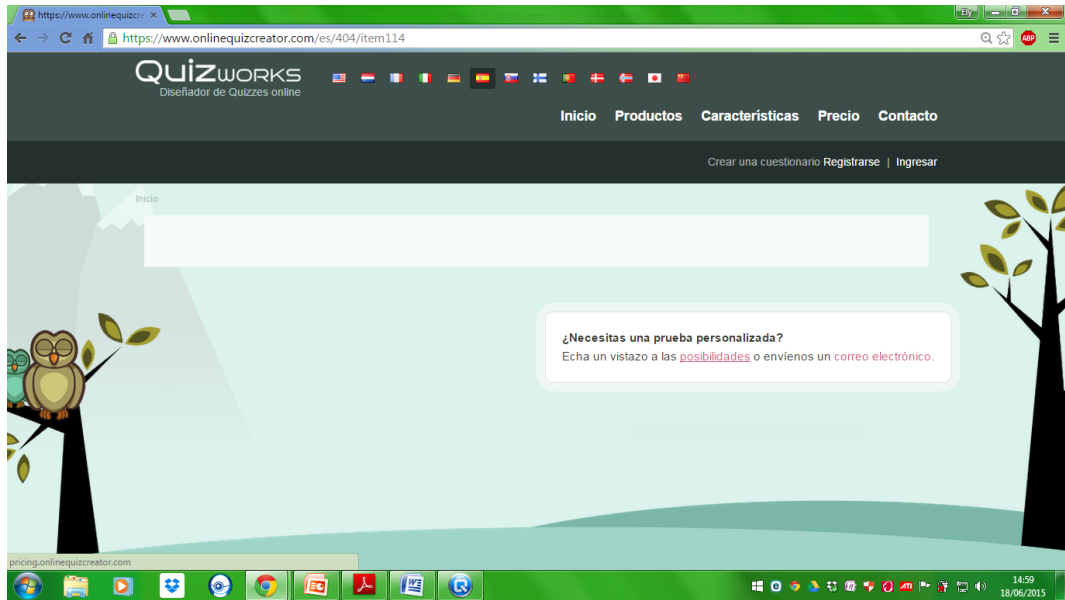 https://www.onlinequizcre
Ely
https://www.onlinequizcreator.com/es/404/item114
ABP
QUIZWORKS
Diseñador de Quizzes online
Inicio Productos Características Precio Contacto
Crear una cuestionario Registrarse | Ingresar
Inicio
¿Necesitas una prueba personalizada?
Echa un vistazo a las posibilidades o envíenos un correo electrónico.
pricing.onlinequizcreator.com
14:59
18/06/2015